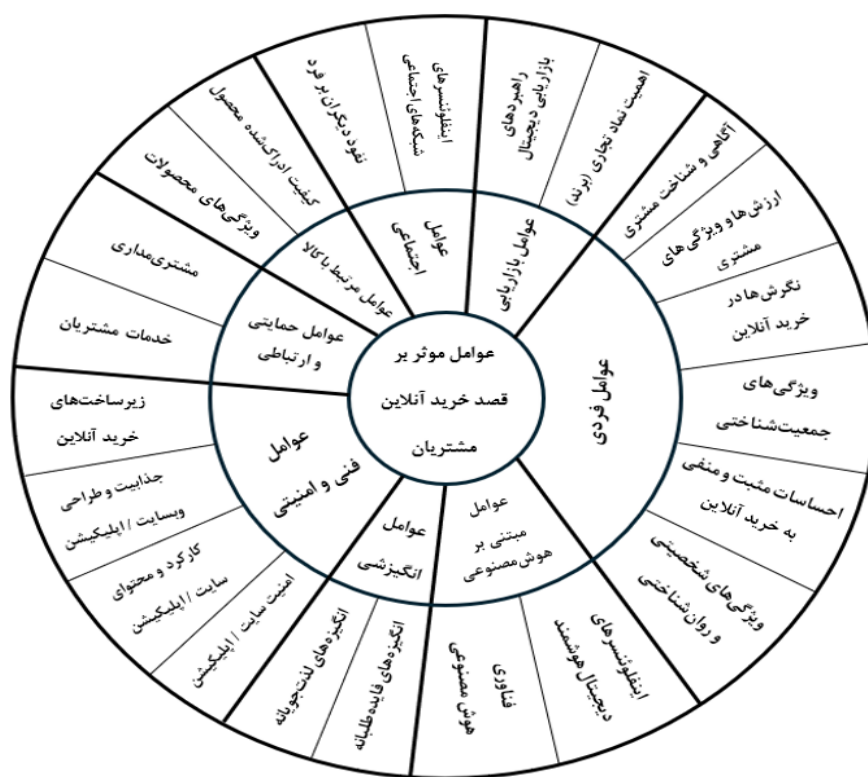 عوامل موثر بر
قصد خرید آنلاین
مشتریان
عوامل بازاریابی
راهبردهای
بازاریابی دیجیتال
اهمیت نماد تجاری (برند)
عوامل فردی
آگاهی و شناخت مشتری
ارزش‌ها و ویژگی‌های
مشتری
نگرش‌ها در
خرید آنلاین
ویژگی‌های
جمعیت‌شناختی
احساسات مثبت و منفی
به خرید آنلاین
ویژگی‌های شخصیتی
و روان‌شناختی
عوامل
مبتنی بر
هوش‌مصنوعی
اینفلوئنسرهای
دیجیتال هوشمند
فناوری
هوش مصنوعی
عوامل
انگیزشی
انگیزه‌های فایده‌طلبانه
انگیزه‌های لذت‌جویانه
عوامل
فنی و امنیتی
امنیت سایت / اپلیکیشن
کارکرد و محتوای
سایت / اپلیکیشن
جذابیت و طراحی
وبسایت / اپلیکیشن
زیرساخت‌های
خرید آنلاین
عوامل حمایتی
و ارتباطی
خدمات مشتریان
مشتری‌مداری
عوامل مرتبط با کالا
ویژگی‌های محصولات
کیفیت ادراک‌شده محصول
عوامل
اجتماعی
نفوذ دیگران بر فرد
اینفلوئنسرهای
شبکه‌های اجتماعی